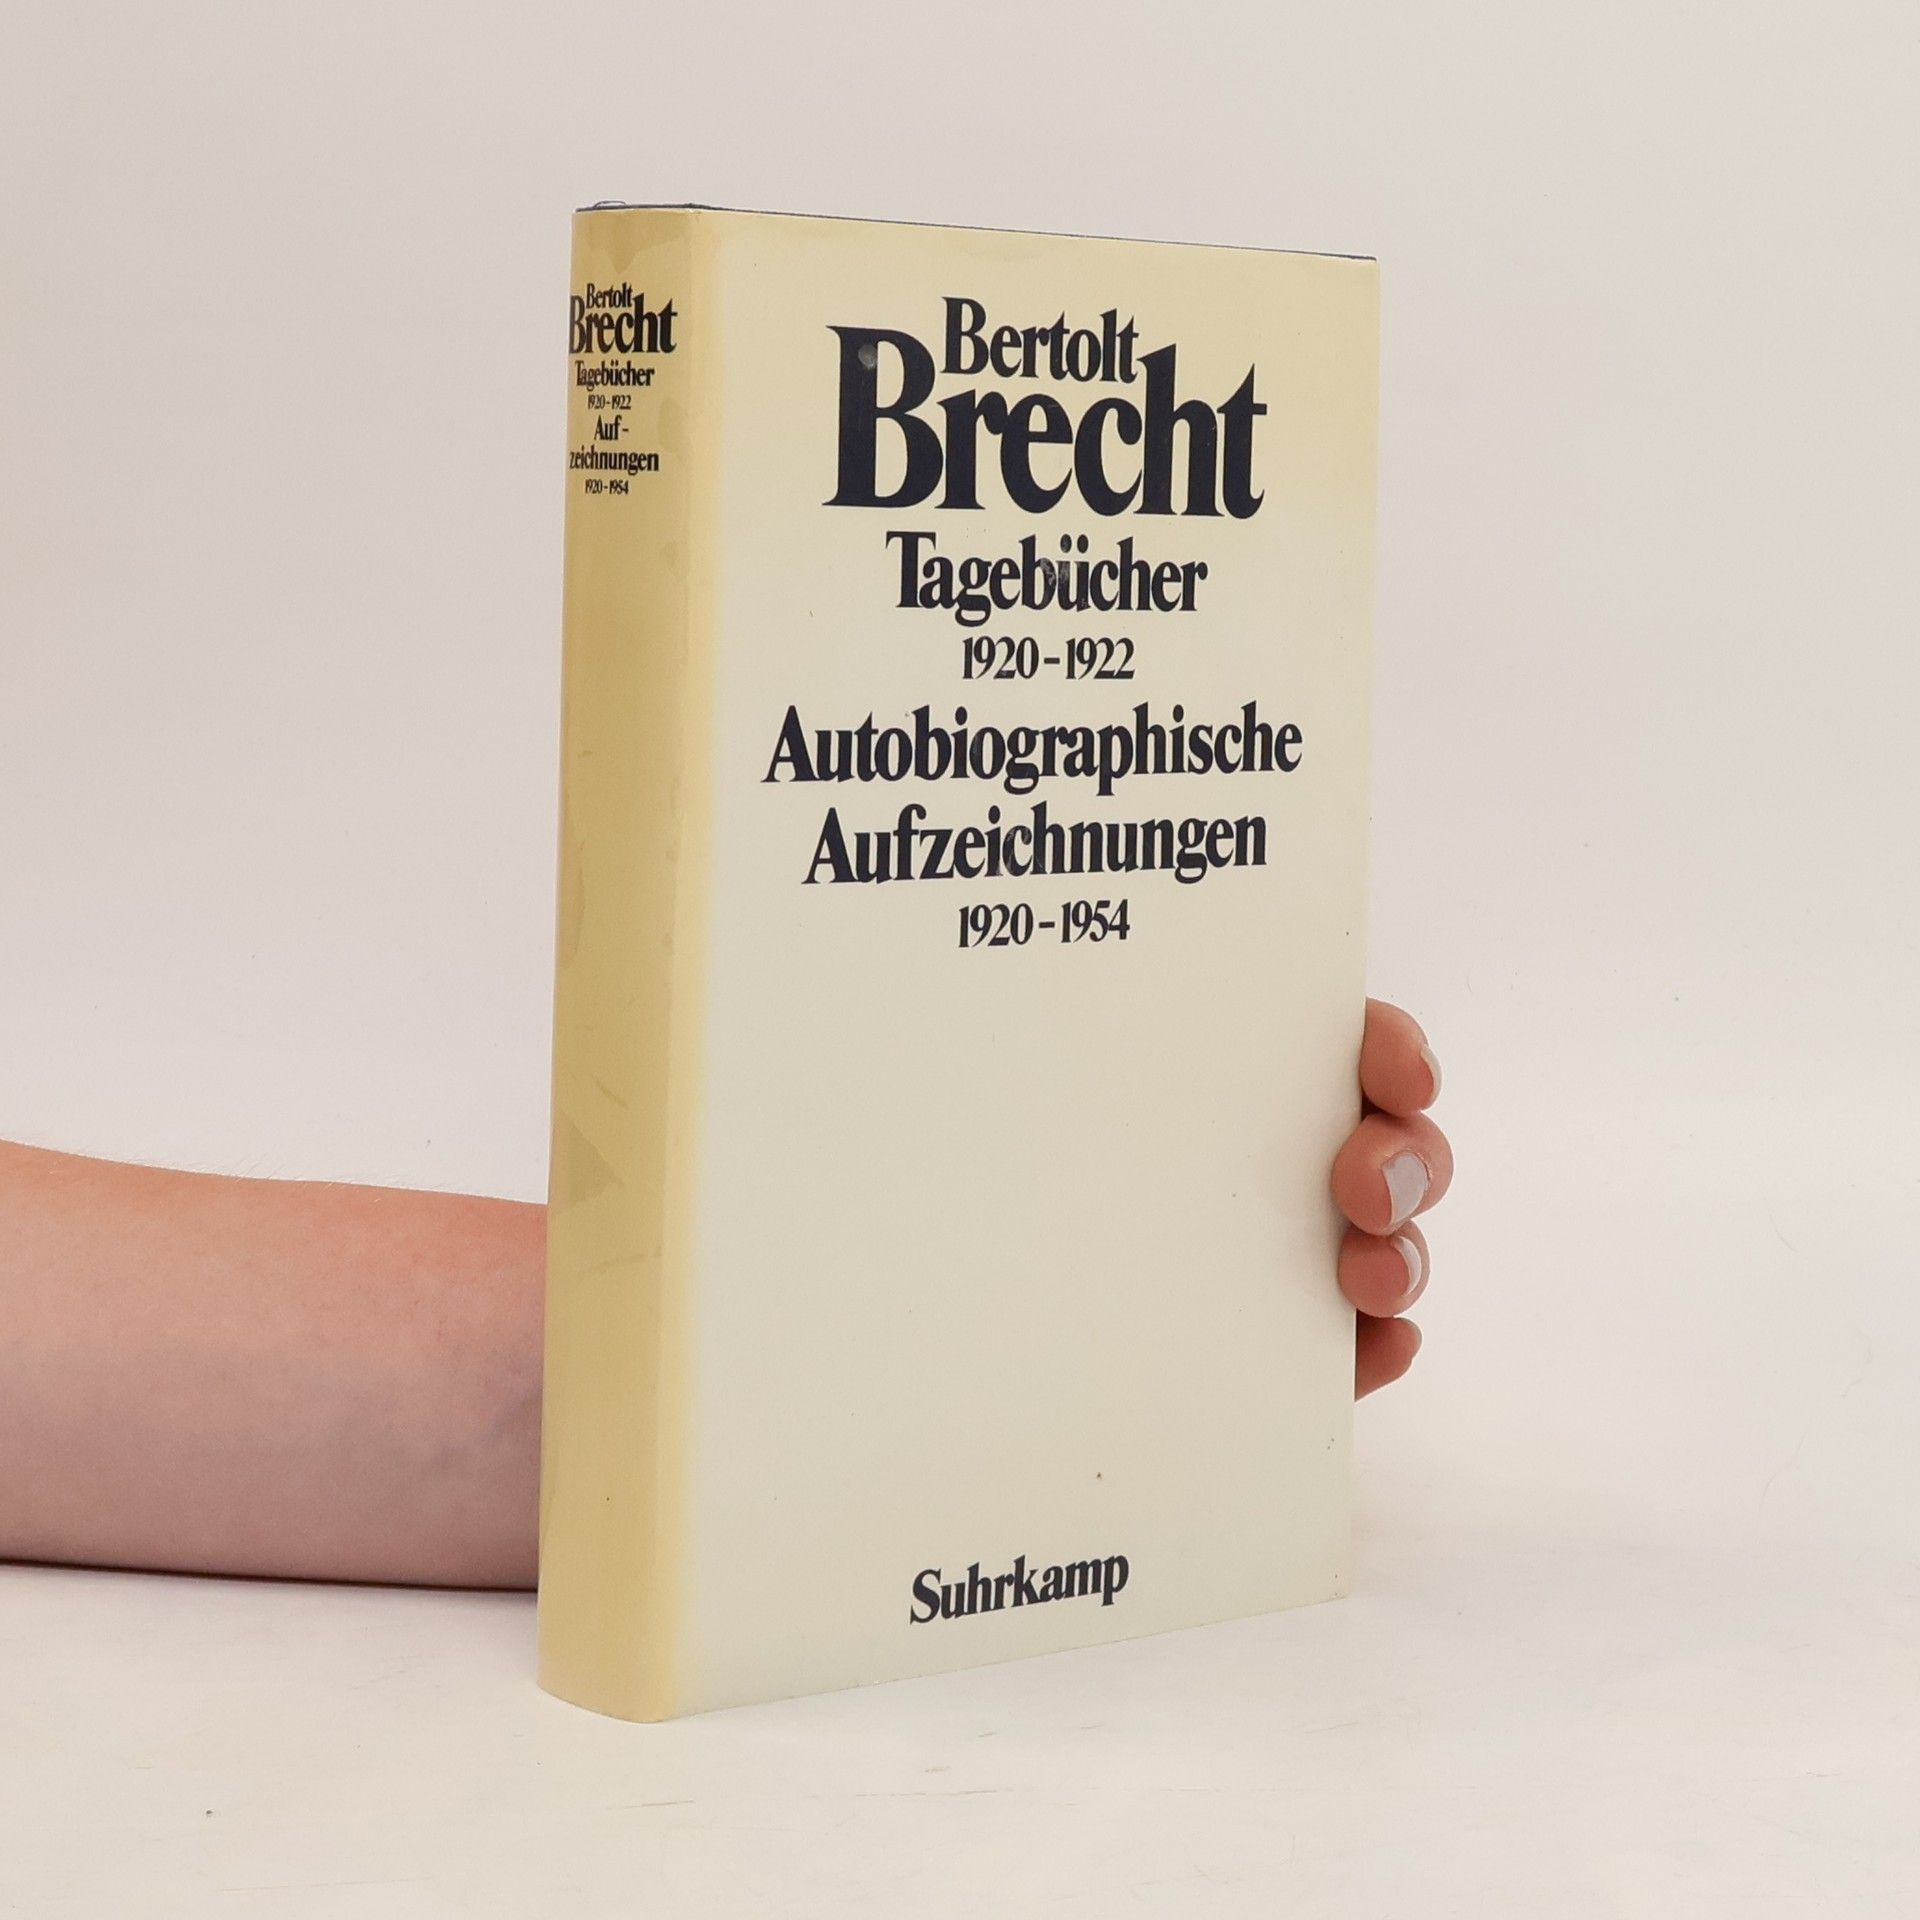 Bertolt
Brecht
Tagebücher
1920-1922
Auf-
zeichnungen
1920-1954
Bertolt
Brecht
Tagebücher
1920-1922
Autobiographische
Aufzeichnungen
1920-1954
Suhrkamp